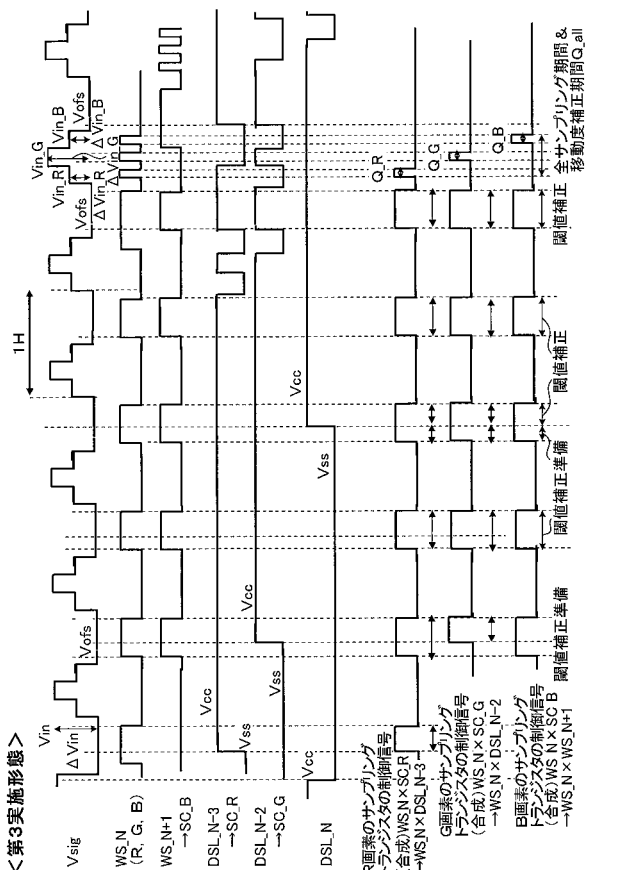 <第3実施形態>
Vsig
Vin
ΔVin
Vofs
1H
Vofs
Vin_R
ΔVin_R
Vin_G
ΔVin_G
Vin_B
ΔVin_B
Vofs
WS_N
(R, G, B)
WS_N+1
→SC_B
DSL_N-3
→SC_R
Vcc
Vss
DSL_N-2
→SC_G
Vss
Vcc
DSL_N
Vcc
Vss
Vcc
R画素のサンプリング
トランジスタの制御信号
(合成)WS_N×SC_R
→WS_N×DSL_N-3
Q_R
G画素のサンプリング
トランジスタの制御信号
(合成)WS_N×SC_G
→WS_N×DSL_N-2
Q_G
B画素のサンプリング
トランジスタの制御信号
(合成)WS_N×SC_B
→WS_N×WS_N+1
Q_B
閾値補正準備
閾値補正準備
閾値補正
閾値補正
全サンプリング期間&
移動度補正期間Q_all